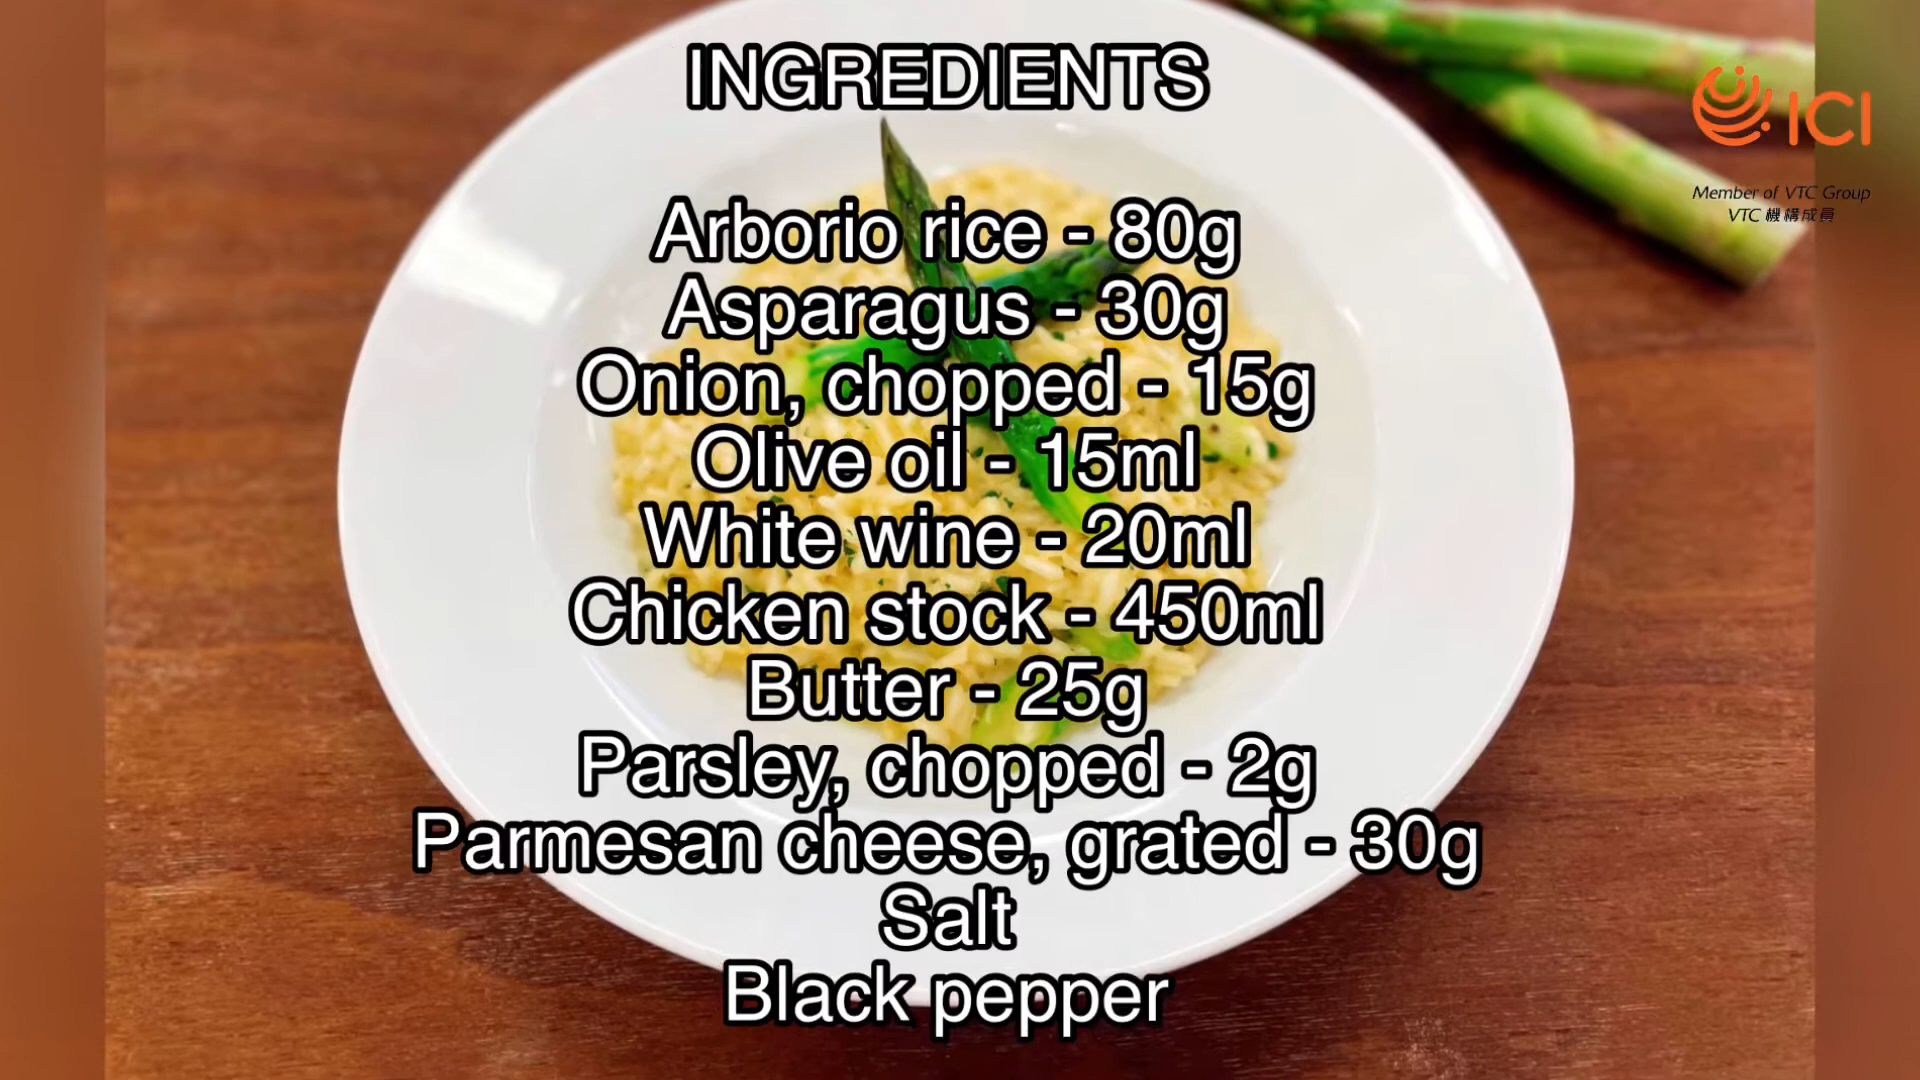 INGREDIENTS
Arborio rice - 80g
Asparagus - 30g
Onion, chopped - 15g
Olive oil - 15ml
White wine - 20ml
Chicken stock - 450ml
Butter - 25g
Parsley, chopped - 2g
Parmesan cheese, grated - 30g
Salt
Black pepper
ICI
Member of VTC Group
VTC 機構成員